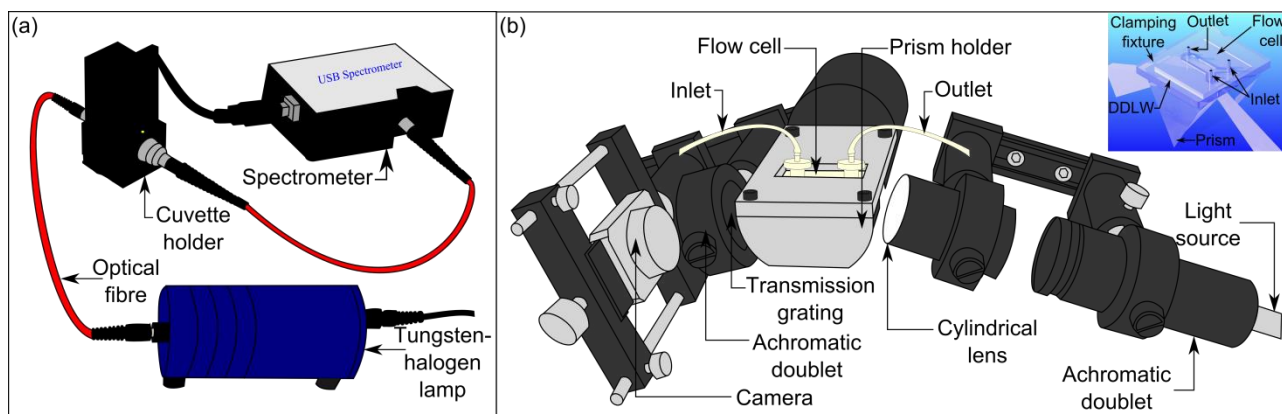 (a)
USB Spectrometer
Spectrometer
Cuvette
holder
Optical
fibre
Tungsten-
halogen
lamp
(b)
Flow cell
Prism holder
Inlet
Outlet
Transmission
grating
Achromatic
doublet
Camera
Cylindrical
lens
Light
source
Achromatic
doublet
Clamping
fixture
Outlet
Flow
cell
DDLW
Inlet
Prism